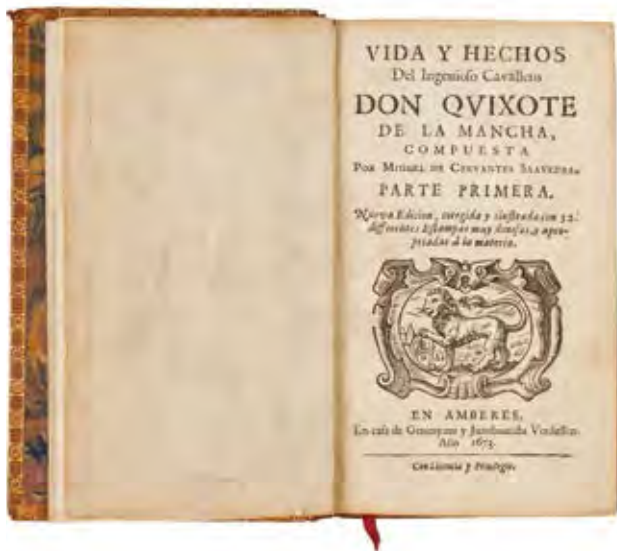 VIDA Y HECHOS
Del Ingenioſo Cavallero
DON QVIXOTE
DE LA MANCHA,
COMPUESTA
POR MIGUEL DE CERVANTES SAAVEDRA.
PARTE PRIMERA.
Nueva Edicion, coregida y iluſtrada con 32.
differentes Eſtampas muy donoſas, y apro-
priadas à la materia.
EN AMBERES,
En caſa de Geronymo y Juanbautiſta Verduſſen.
Año 1673.
Con Licencia y Privilegio.